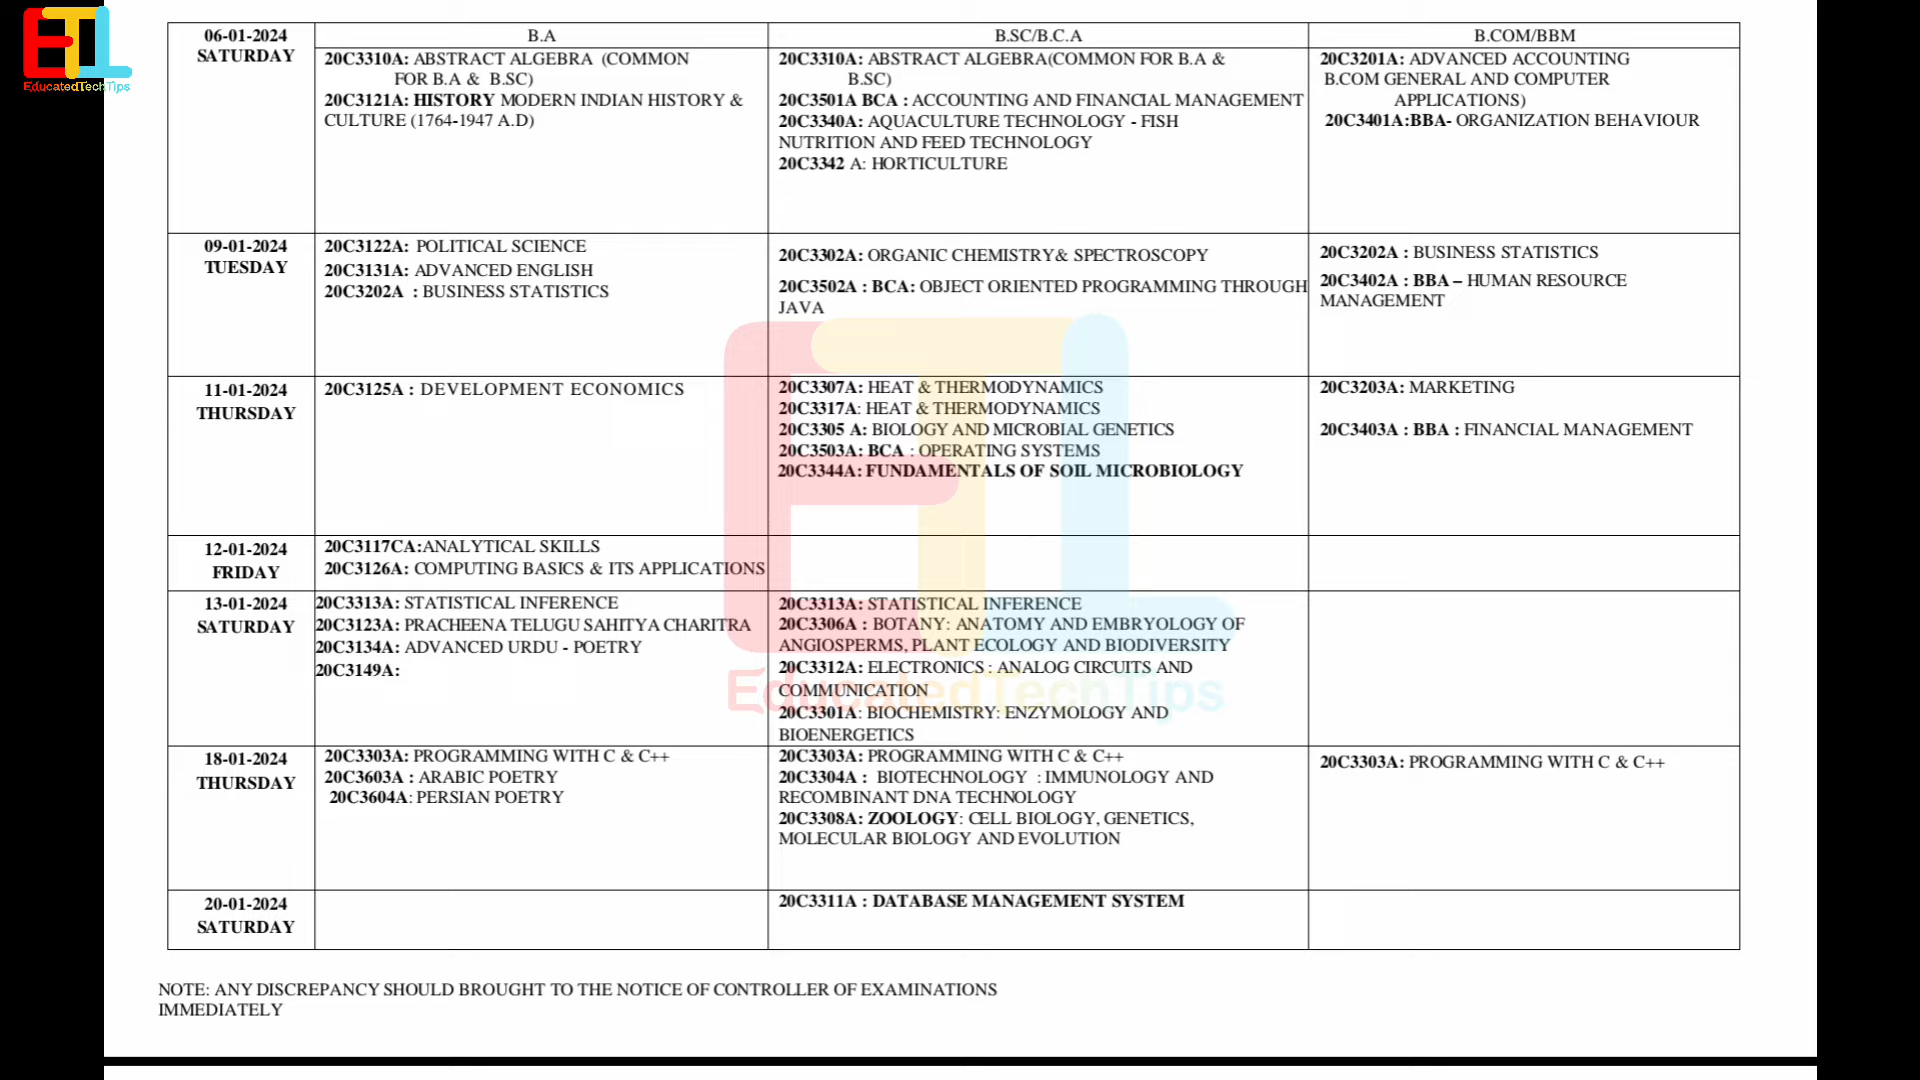 ETL
EducatedTechTips
06-01-2024
SATURDAY
B.A
B.SC/B.C.A
B.COM/BBM
20C3310A: ABSTRACT ALGEBRA (COMMON
FOR B.A & B.SC)
20C3121A: HISTORY MODERN INDIAN HISTORY &
CULTURE (1764-1947 A.D)
20C3310A: ABSTRACT ALGEBRA(COMMON FOR B.A &
B.SC)
20C3501A BCA : ACCOUNTING AND FINANCIAL MANAGEMENT
20C3340A: AQUACULTURE TECHNOLOGY - FISH
NUTRITION AND FEED TECHNOLOGY
20C3342 A: HORTICULTURE
20C3201A: ADVANCED ACCOUNTING
B.COM GENERAL AND COMPUTER
APPLICATIONS)
20C3401A:BBA- ORGANIZATION BEHAVIOUR
09-01-2024
TUESDAY
20C3122A: POLITICAL SCIENCE
20C3131A: ADVANCED ENGLISH
20C3202A : BUSINESS STATISTICS
20C3302A: ORGANIC CHEMISTRY& SPECTROSCOPY
20C3502A : BCA: OBJECT ORIENTED PROGRAMMING THROUGH
JAVA
20C3202A : BUSINESS STATISTICS
20C3402A : BBA – HUMAN RESOURCE
MANAGEMENT
11-01-2024
THURSDAY
20C3125A : DEVELOPMENT ECONOMICS
20C3307A: HEAT & THERMODYNAMICS
20C3317A: HEAT & THERMODYNAMICS
20C3305 A: BIOLOGY AND MICROBIAL GENETICS
20C3503A: BCA : OPERATING SYSTEMS
20C3344A: FUNDAMENTALS OF SOIL MICROBIOLOGY
20C3203A: MARKETING
20C3403A : BBA : FINANCIAL MANAGEMENT
12-01-2024
FRIDAY
20C3117CA:ANALYTICAL SKILLS
20C3126A: COMPUTING BASICS & ITS APPLICATIONS
13-01-2024
SATURDAY
20C3313A: STATISTICAL INFERENCE
20C3123A: PRACHEENA TELUGU SAHITYA CHARITRA
20C3134A: ADVANCED URDU - POETRY
20C3149A:
20C3313A: STATISTICAL INFERENCE
20C3306A : BOTANY: ANATOMY AND EMBRYOLOGY OF
ANGIOSPERMS, PLANT ECOLOGY AND BIODIVERSITY
20C3312A: ELECTRONICS : ANALOG CIRCUITS AND
COMMUNICATION
20C3301A: BIOCHEMISTRY: ENZYMOLOGY AND
BIOENERGETICS
ETL
EducatedTechTips
18-01-2024
THURSDAY
20C3303A: PROGRAMMING WITH C & C++
20C3603A : ARABIC POETRY
20C3604A: PERSIAN POETRY
20C3303A: PROGRAMMING WITH C & C++
20C3304A : BIOTECHNOLOGY : IMMUNOLOGY AND
RECOMBINANT DNA TECHNOLOGY
20C3308A: ZOOLOGY: CELL BIOLOGY, GENETICS,
MOLECULAR BIOLOGY AND EVOLUTION
20C3303A: PROGRAMMING WITH C & C++
20-01-2024
SATURDAY
20C3311A : DATABASE MANAGEMENT SYSTEM
NOTE: ANY DISCREPANCY SHOULD BROUGHT TO THE NOTICE OF CONTROLLER OF EXAMINATIONS
IMMEDIATELY